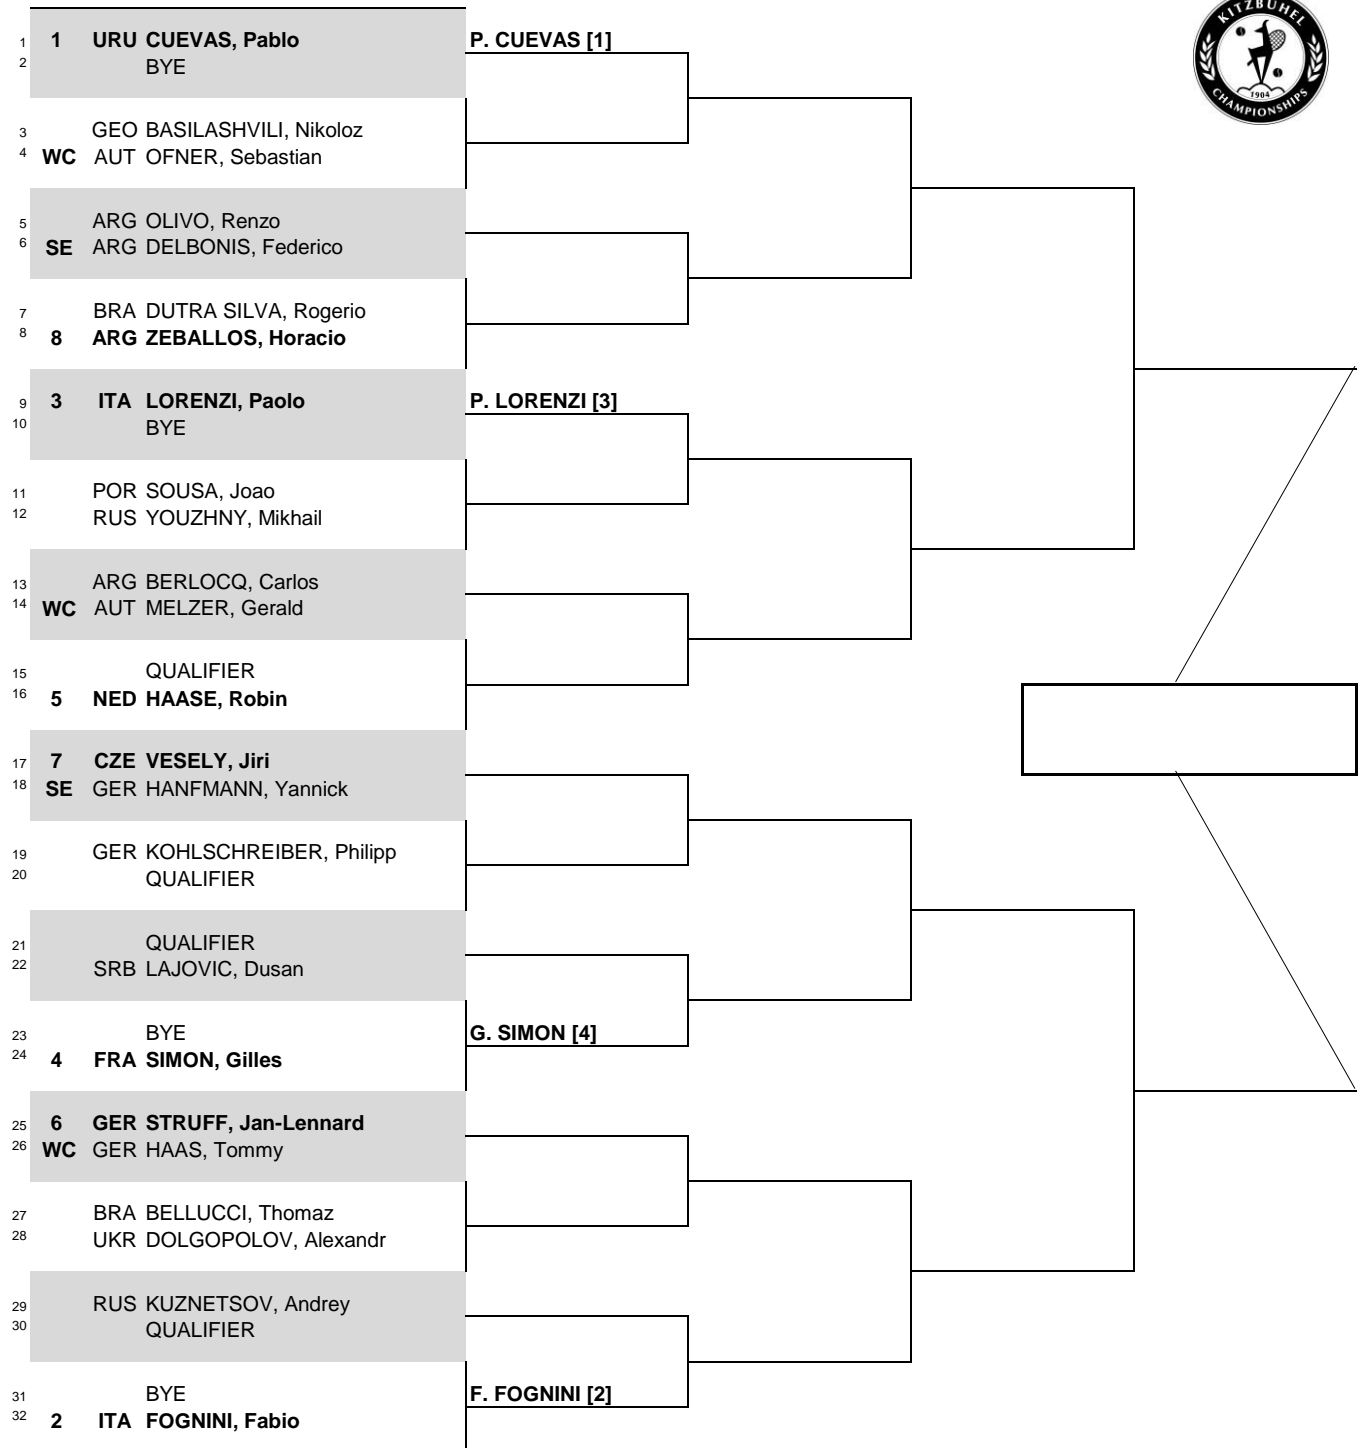 KITZBÜHEL
1904
CHAMPIONSHIPS
1 1 URU CUEVAS, Pablo P. CUEVAS [1]
2 BYE
3 GEO BASILASHVILI, Nikoloz
4 WC AUT OFNER, Sebastian
5 ARG OLIVO, Renzo
6 SE ARG DELBONIS, Federico
7 BRA DUTRA SILVA, Rogerio
8 8 ARG ZEBALLOS, Horacio
9 3 ITA LORENZI, Paolo P. LORENZI [3]
10 BYE
11 POR SOUSA, Joao
12 RUS YOUZHNY, Mikhail
13 ARG BERLOCQ, Carlos
14 WC AUT MELZER, Gerald
15 QUALIFIER
16 5 NED HAASE, Robin
17 7 CZE VESELY, Jiri
18 SE GER HANFMANN, Yannick
19 GER KOHLSCHREIBER, Philipp
20 QUALIFIER
21 QUALIFIER
22 SRB LAJOVIC, Dusan
23 BYE G. SIMON [4]
24 4 FRA SIMON, Gilles
25 6 GER STRUFF, Jan-Lennard
26 WC GER HAAS, Tommy
27 BRA BELLUCCI, Thomaz
28 UKR DOLGOPOLOV, Alexandr
29 RUS KUZNETSOV, Andrey
30 QUALIFIER
31 BYE F. FOGNINI [2]
32 2 ITA FOGNINI, Fabio